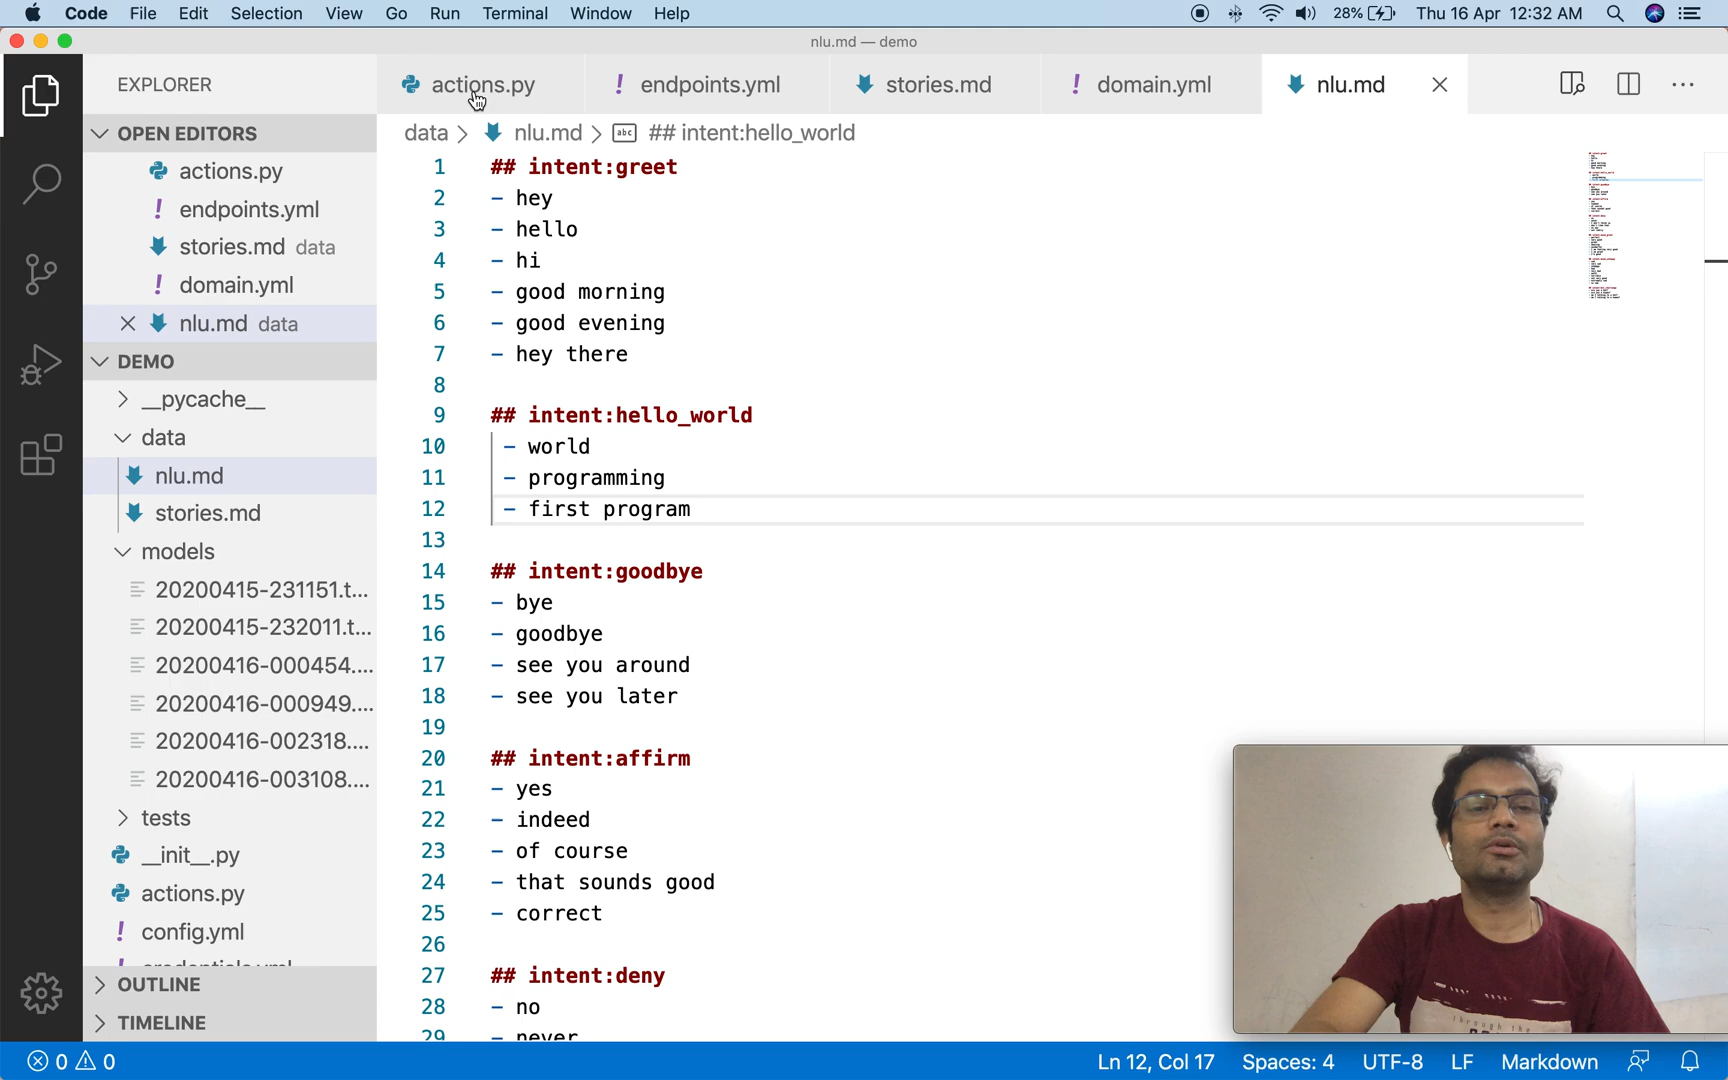 Code File Edit Selection View Go Run Terminal Window Help 28% Thu 16 Apr 12:32 AM
nlu.md — demo
EXPLORER
actions.py endpoints.yml stories.md domain.yml nlu.md
OPEN EDITORS
actions.py
endpoints.yml
stories.md data
domain.yml
nlu.md data
DEMO
__pycache__
data
nlu.md
stories.md
models
20200415-231151.t...
20200415-232011.t...
20200416-000454....
20200416-000949....
20200416-002318....
20200416-003108....
tests
__init__.py
actions.py
config.yml
credentials.yml
OUTLINE
TIMELINE
data > nlu.md > abc ## intent:hello_world
1 ## intent:greet
2 - hey
3 - hello
4 - hi
5 - good morning
6 - good evening
7 - hey there
8
9 ## intent:hello_world
10 - world
11 - programming
12 - first program
13
14 ## intent:goodbye
15 - bye
16 - goodbye
17 - see you around
18 - see you later
19
20 ## intent:affirm
21 - yes
22 - indeed
23 - of course
24 - that sounds good
25 - correct
26
27 ## intent:deny
28 - no
29 - never
0 0 Ln 12, Col 17 Spaces: 4 UTF-8 LF Markdown